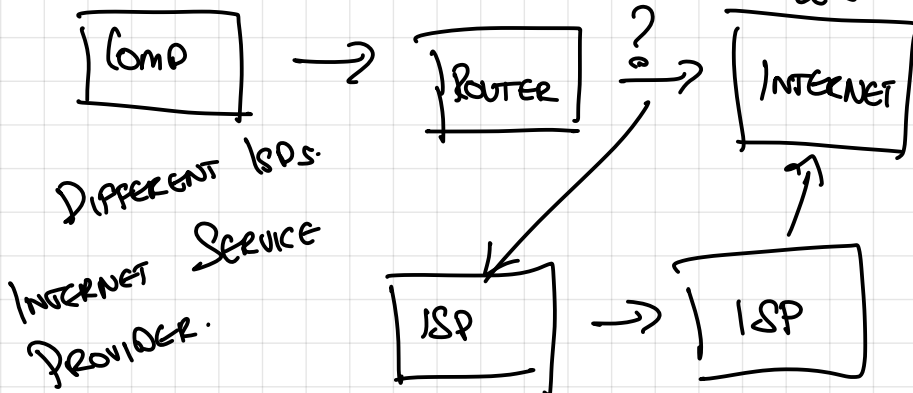 COMP
ROUTER
?
INTERNET
DIFFERENT ISPS.
INTERNET SERVICE
PROVIDER.
ISP
ISP